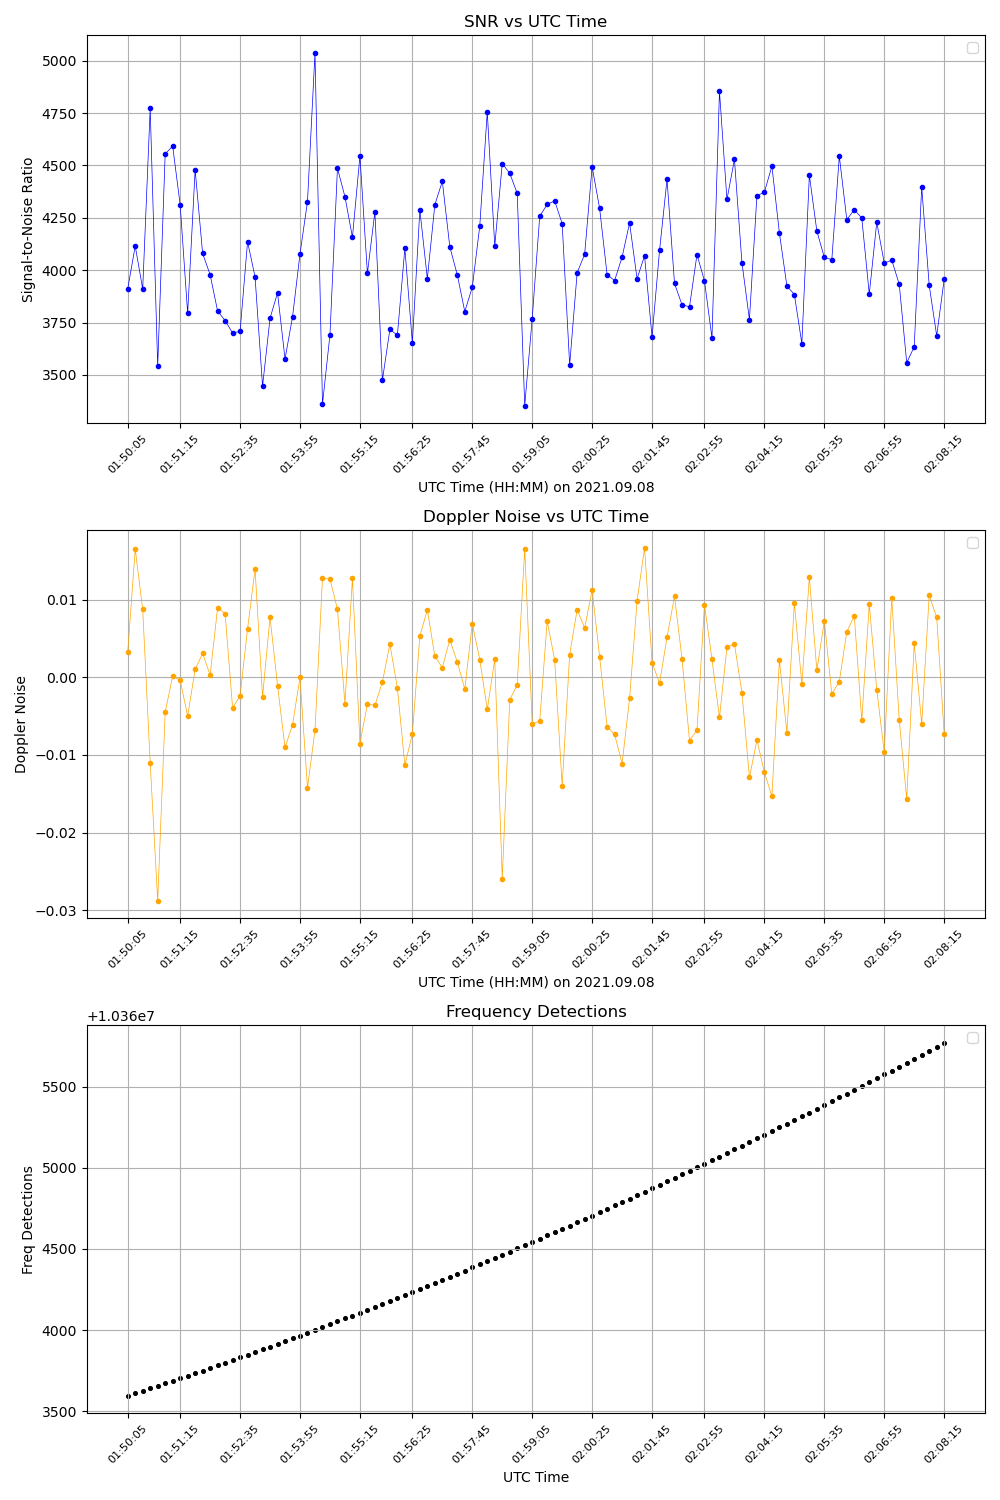 SNR vs UTC Time
Signal-to-Noise Ratio
5000
4750
4500
4250
4000
3750
3500
01:50:05 01:51:15 01:52:35 01:53:55 01:55:15 01:56:25 01:57:45 01:59:05 02:00:25 02:01:45 02:02:55 02:04:15 02:05:35 02:06:55 02:08:15
UTC Time (HH:MM) on 2021.09.08
Doppler Noise vs UTC Time
Doppler Noise
0.01
0.00
−0.01
−0.02
−0.03
01:50:05 01:51:15 01:52:35 01:53:55 01:55:15 01:56:25 01:57:45 01:59:05 02:00:25 02:01:45 02:02:55 02:04:15 02:05:35 02:06:55 02:08:15
UTC Time (HH:MM) on 2021.09.08
Frequency Detections
+1.036e7
Freq Detections
5500
5000
4500
4000
3500
01:50:05 01:51:15 01:52:35 01:53:55 01:55:15 01:56:25 01:57:45 01:59:05 02:00:25 02:01:45 02:02:55 02:04:15 02:05:35 02:06:55 02:08:15
UTC Time